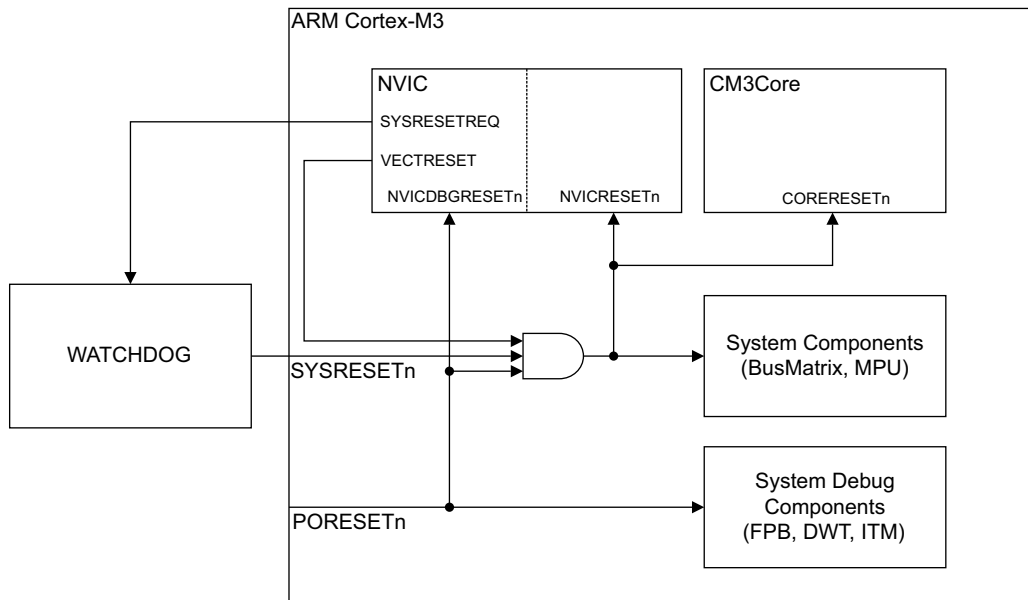 ARM Cortex-M3
NVIC
SYSRESETREQ
VECTRESET
NVICDBGRESETn
NVICRESETn
CM3Core
CORERESETn
WATCHDOG
SYSRESETn
System Components
(BusMatrix, MPU)
PORESETn
System Debug
Components
(FPB, DWT, ITM)